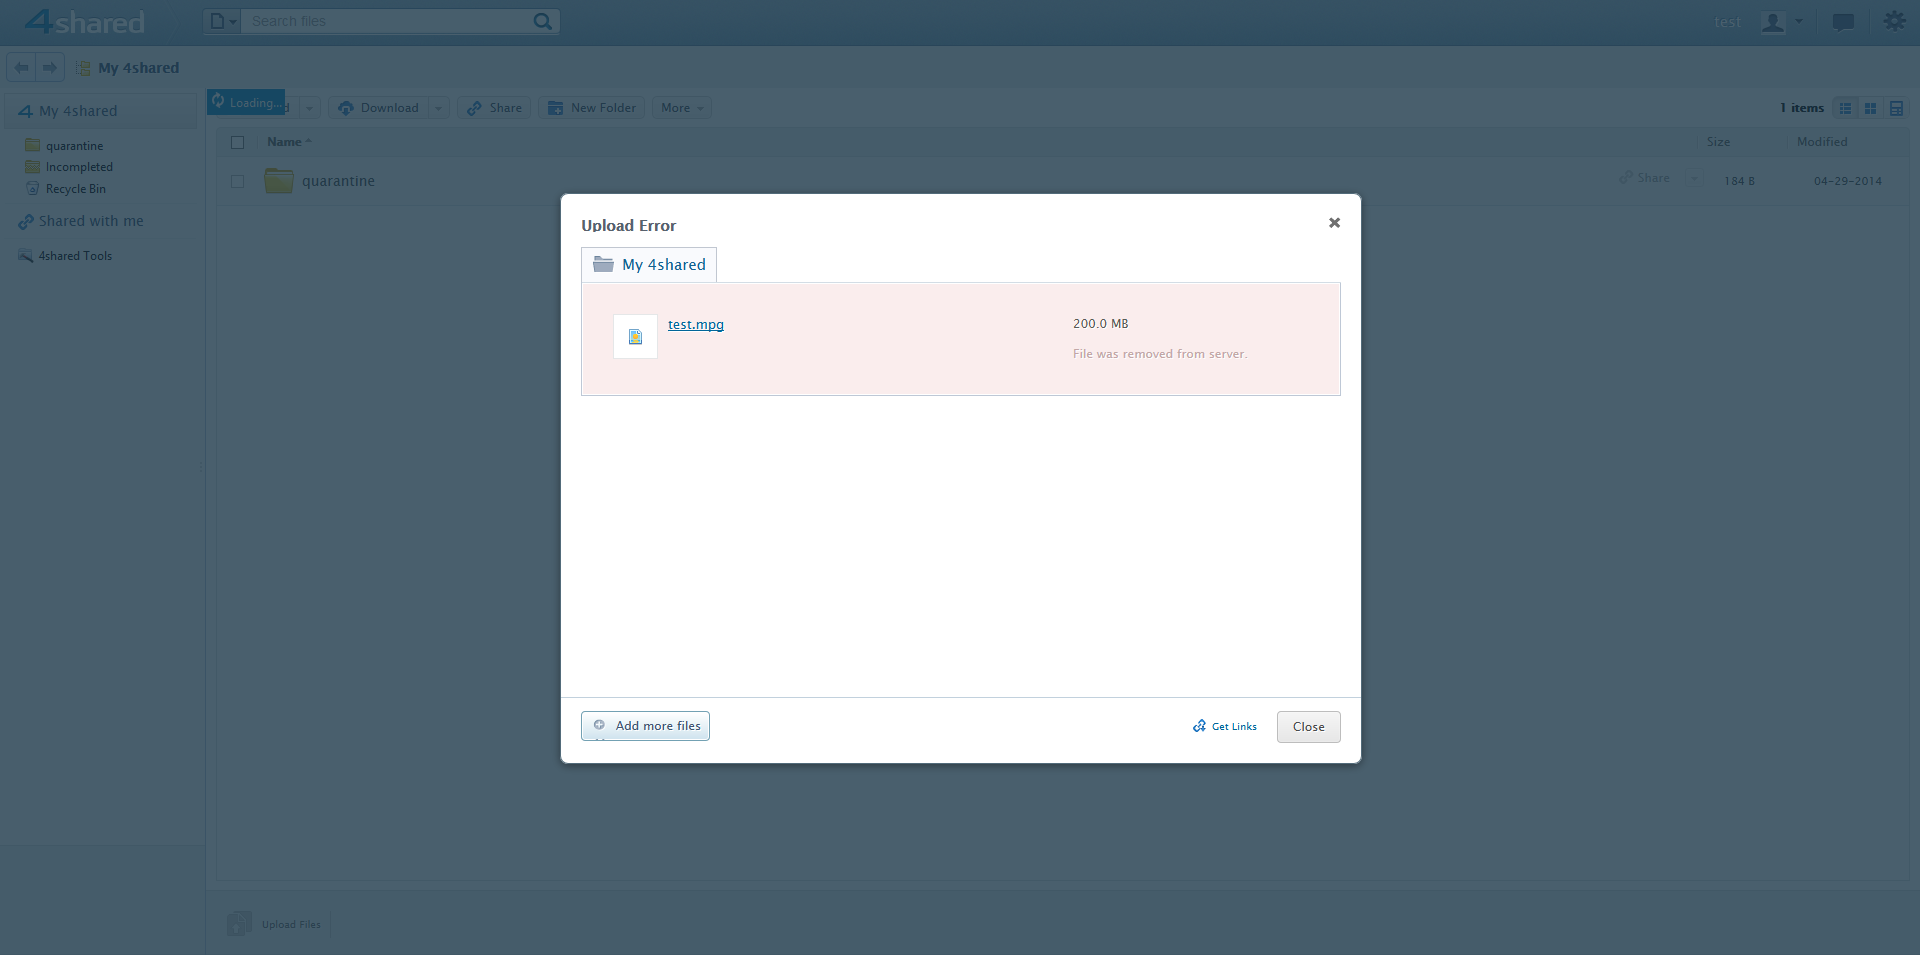 4shared
Search files
test
My 4shared
My 4shared
quarantine
Incompleted
Recycle Bin
Shared with me
4shared Tools
Loading...
Download
Share
New Folder
More
1 items
Name
Size
Modified
quarantine
Share
184 B
04-29-2014
Upload Error
My 4shared
test.mpg
200.0 MB
File was removed from server.
Add more files
Get Links
Close
Upload Files